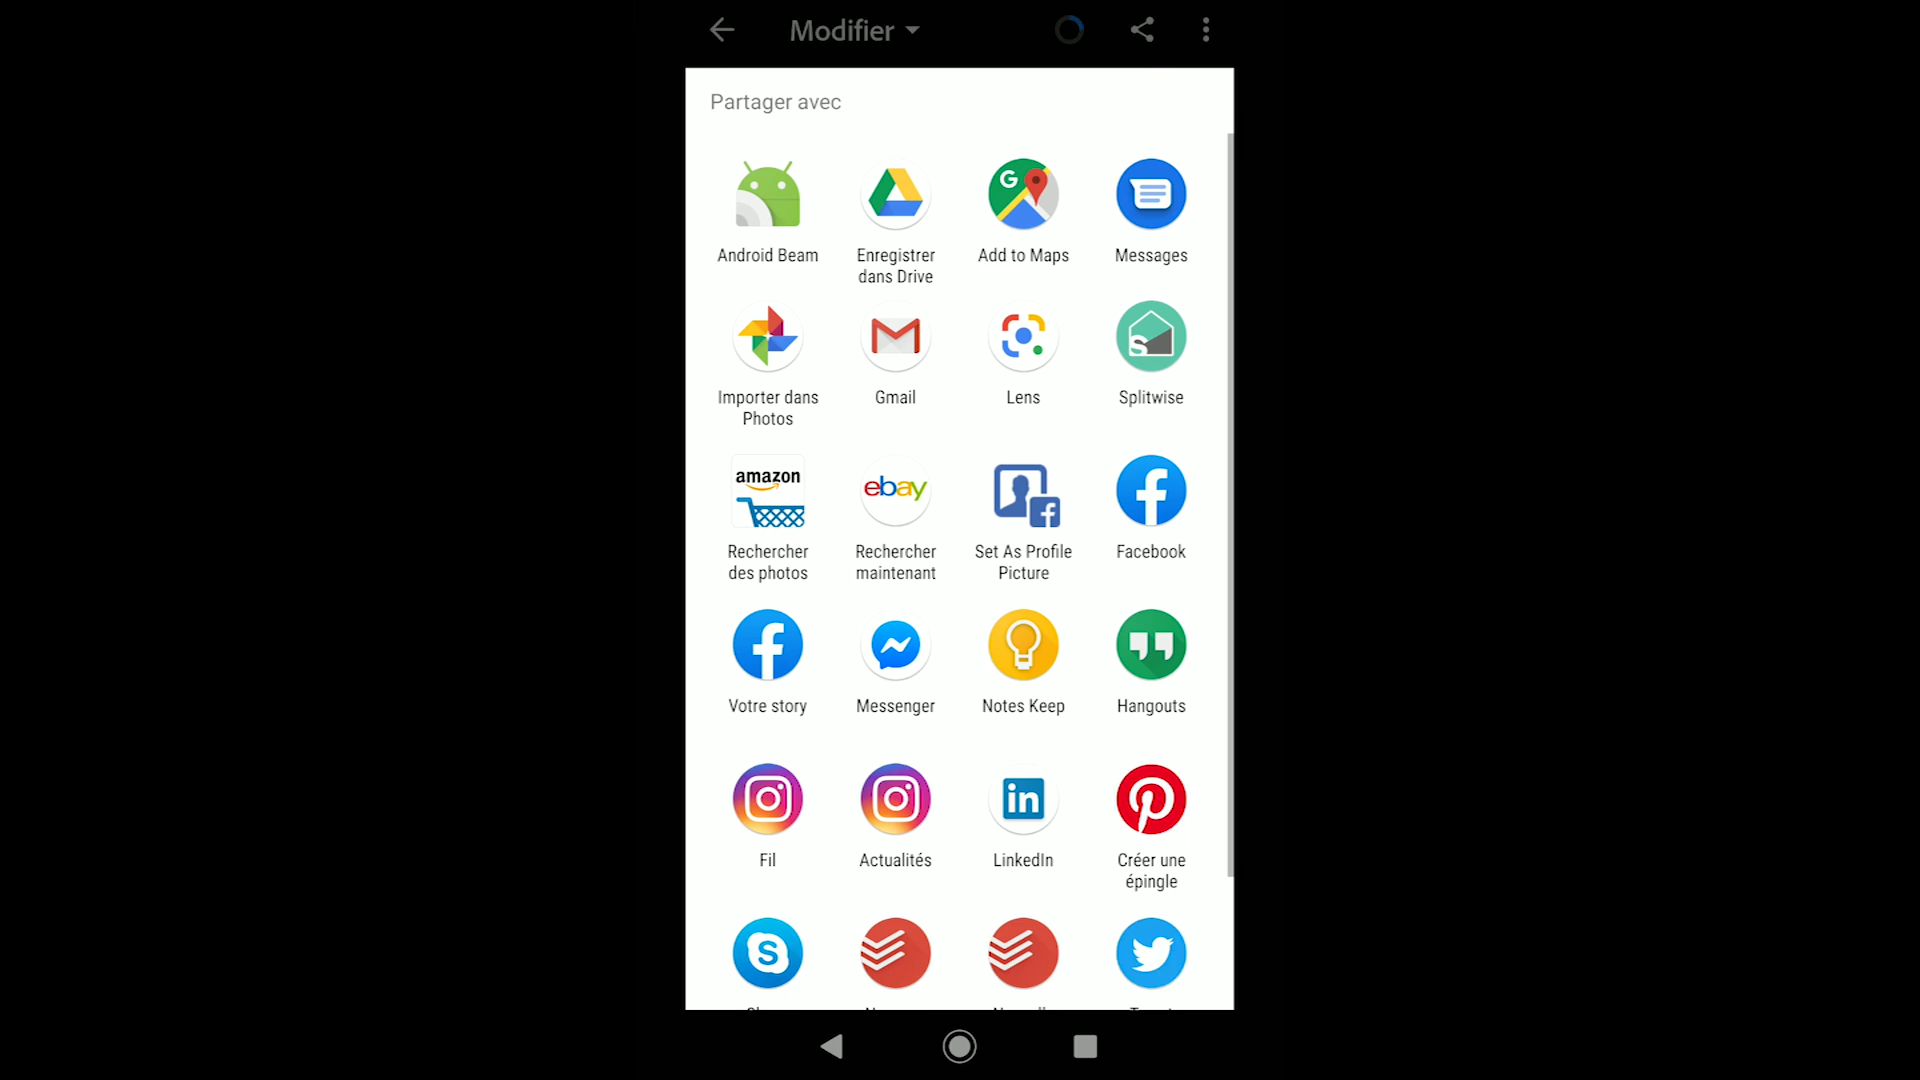 Modifier
Partager avec
Android Beam
Enregistrer
dans Drive
G
Add to Maps
Messages
Importer dans
Photos
Gmail
Lens
S
Splitwise
amazon
Rechercher
des photos
ebay
Rechercher
maintenant
Set As Profile
Picture
Facebook
Votre story
Messenger
Notes Keep
Hangouts
Fil
Actualités
in
LinkedIn
Créer une
épingle
S